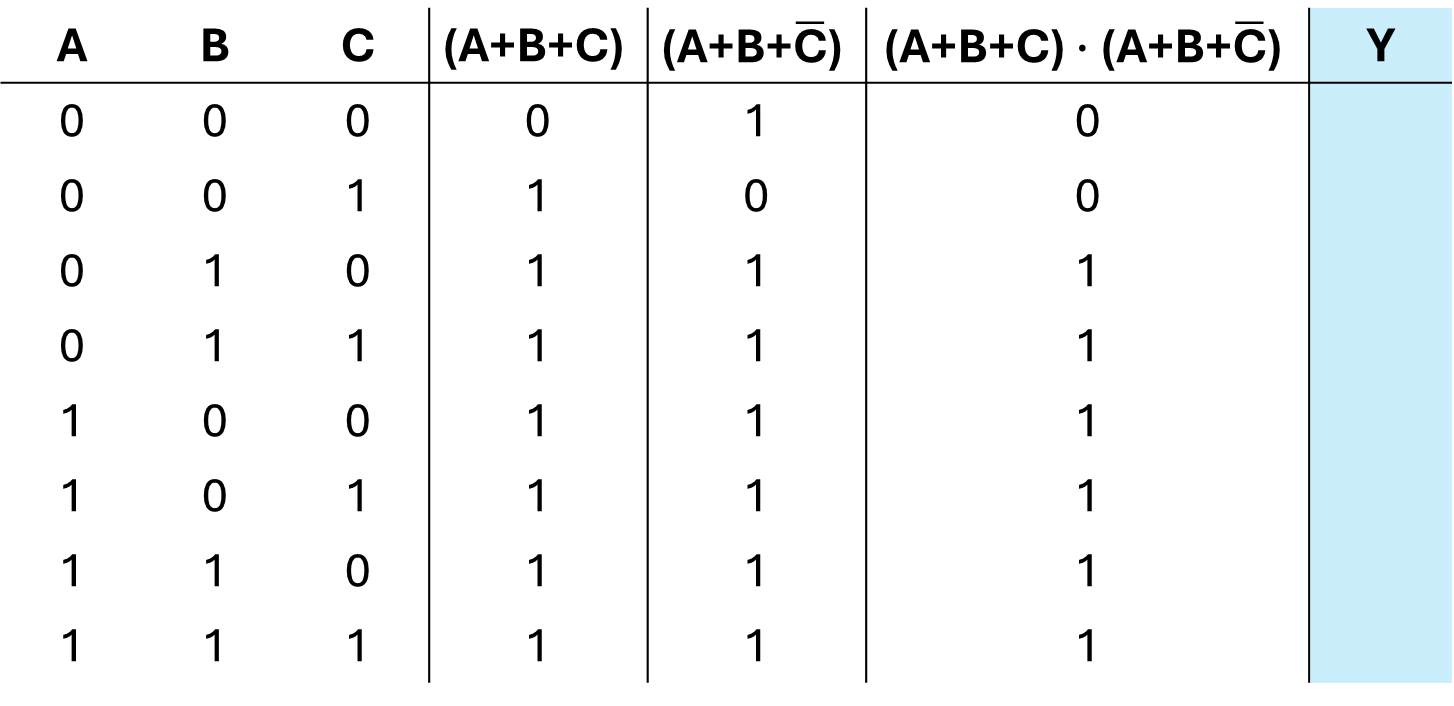 A B C (A+B+C) (A+B+C̅) (A+B+C) · (A+B+C̅) Y
0 0 0 0 1 0
0 0 1 1 0 0
0 1 0 1 1 1
0 1 1 1 1 1
1 0 0 1 1 1
1 0 1 1 1 1
1 1 0 1 1 1
1 1 1 1 1 1